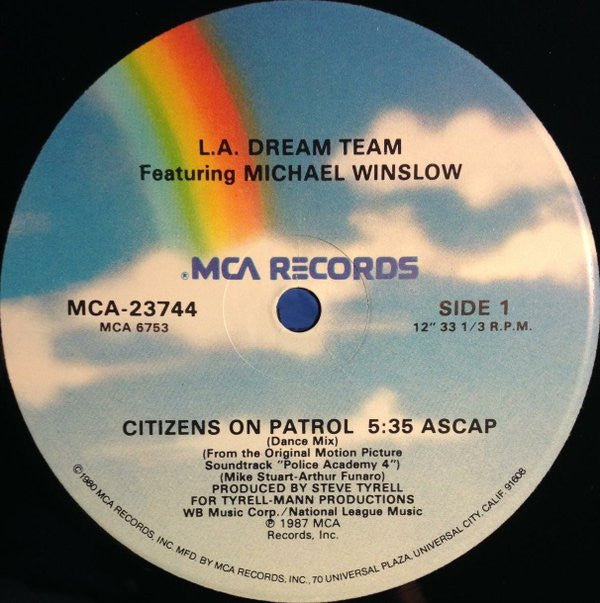 L.A. DREAM TEAM
Featuring MICHAEL WINSLOW
®MCA RECORDS
MCA-23744
MCA 6753
SIDE 1
12" 33 1/3 R.P.M.
CITIZENS ON PATROL 5:35 ASCAP
(Dance Mix)
(From the Original Motion Picture
Soundtrack "Police Academy 4")
(Mike Stuart-Arthur Funaro)
PRODUCED BY STEVE TYRELL
FOR TYRELL-MANN PRODUCTIONS
WB Music Corp./National League Music
℗ 1987 MCA
Records, Inc.
©1980 MCA RECORDS, INC. MFD. BY MCA RECORDS, INC., 70 UNIVERSAL PLAZA, UNIVERSAL CITY, CALIF. 91608